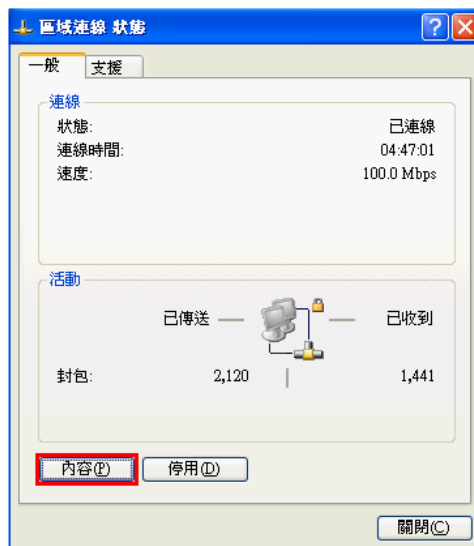 區域連線 狀態
一般 支援
連線
狀態: 已連線
連線時間: 04:47:01
速度: 100.0 Mbps
活動
已傳送 已收到
封包: 2,120 1,441
內容(P) 停用(D)
關閉(C)